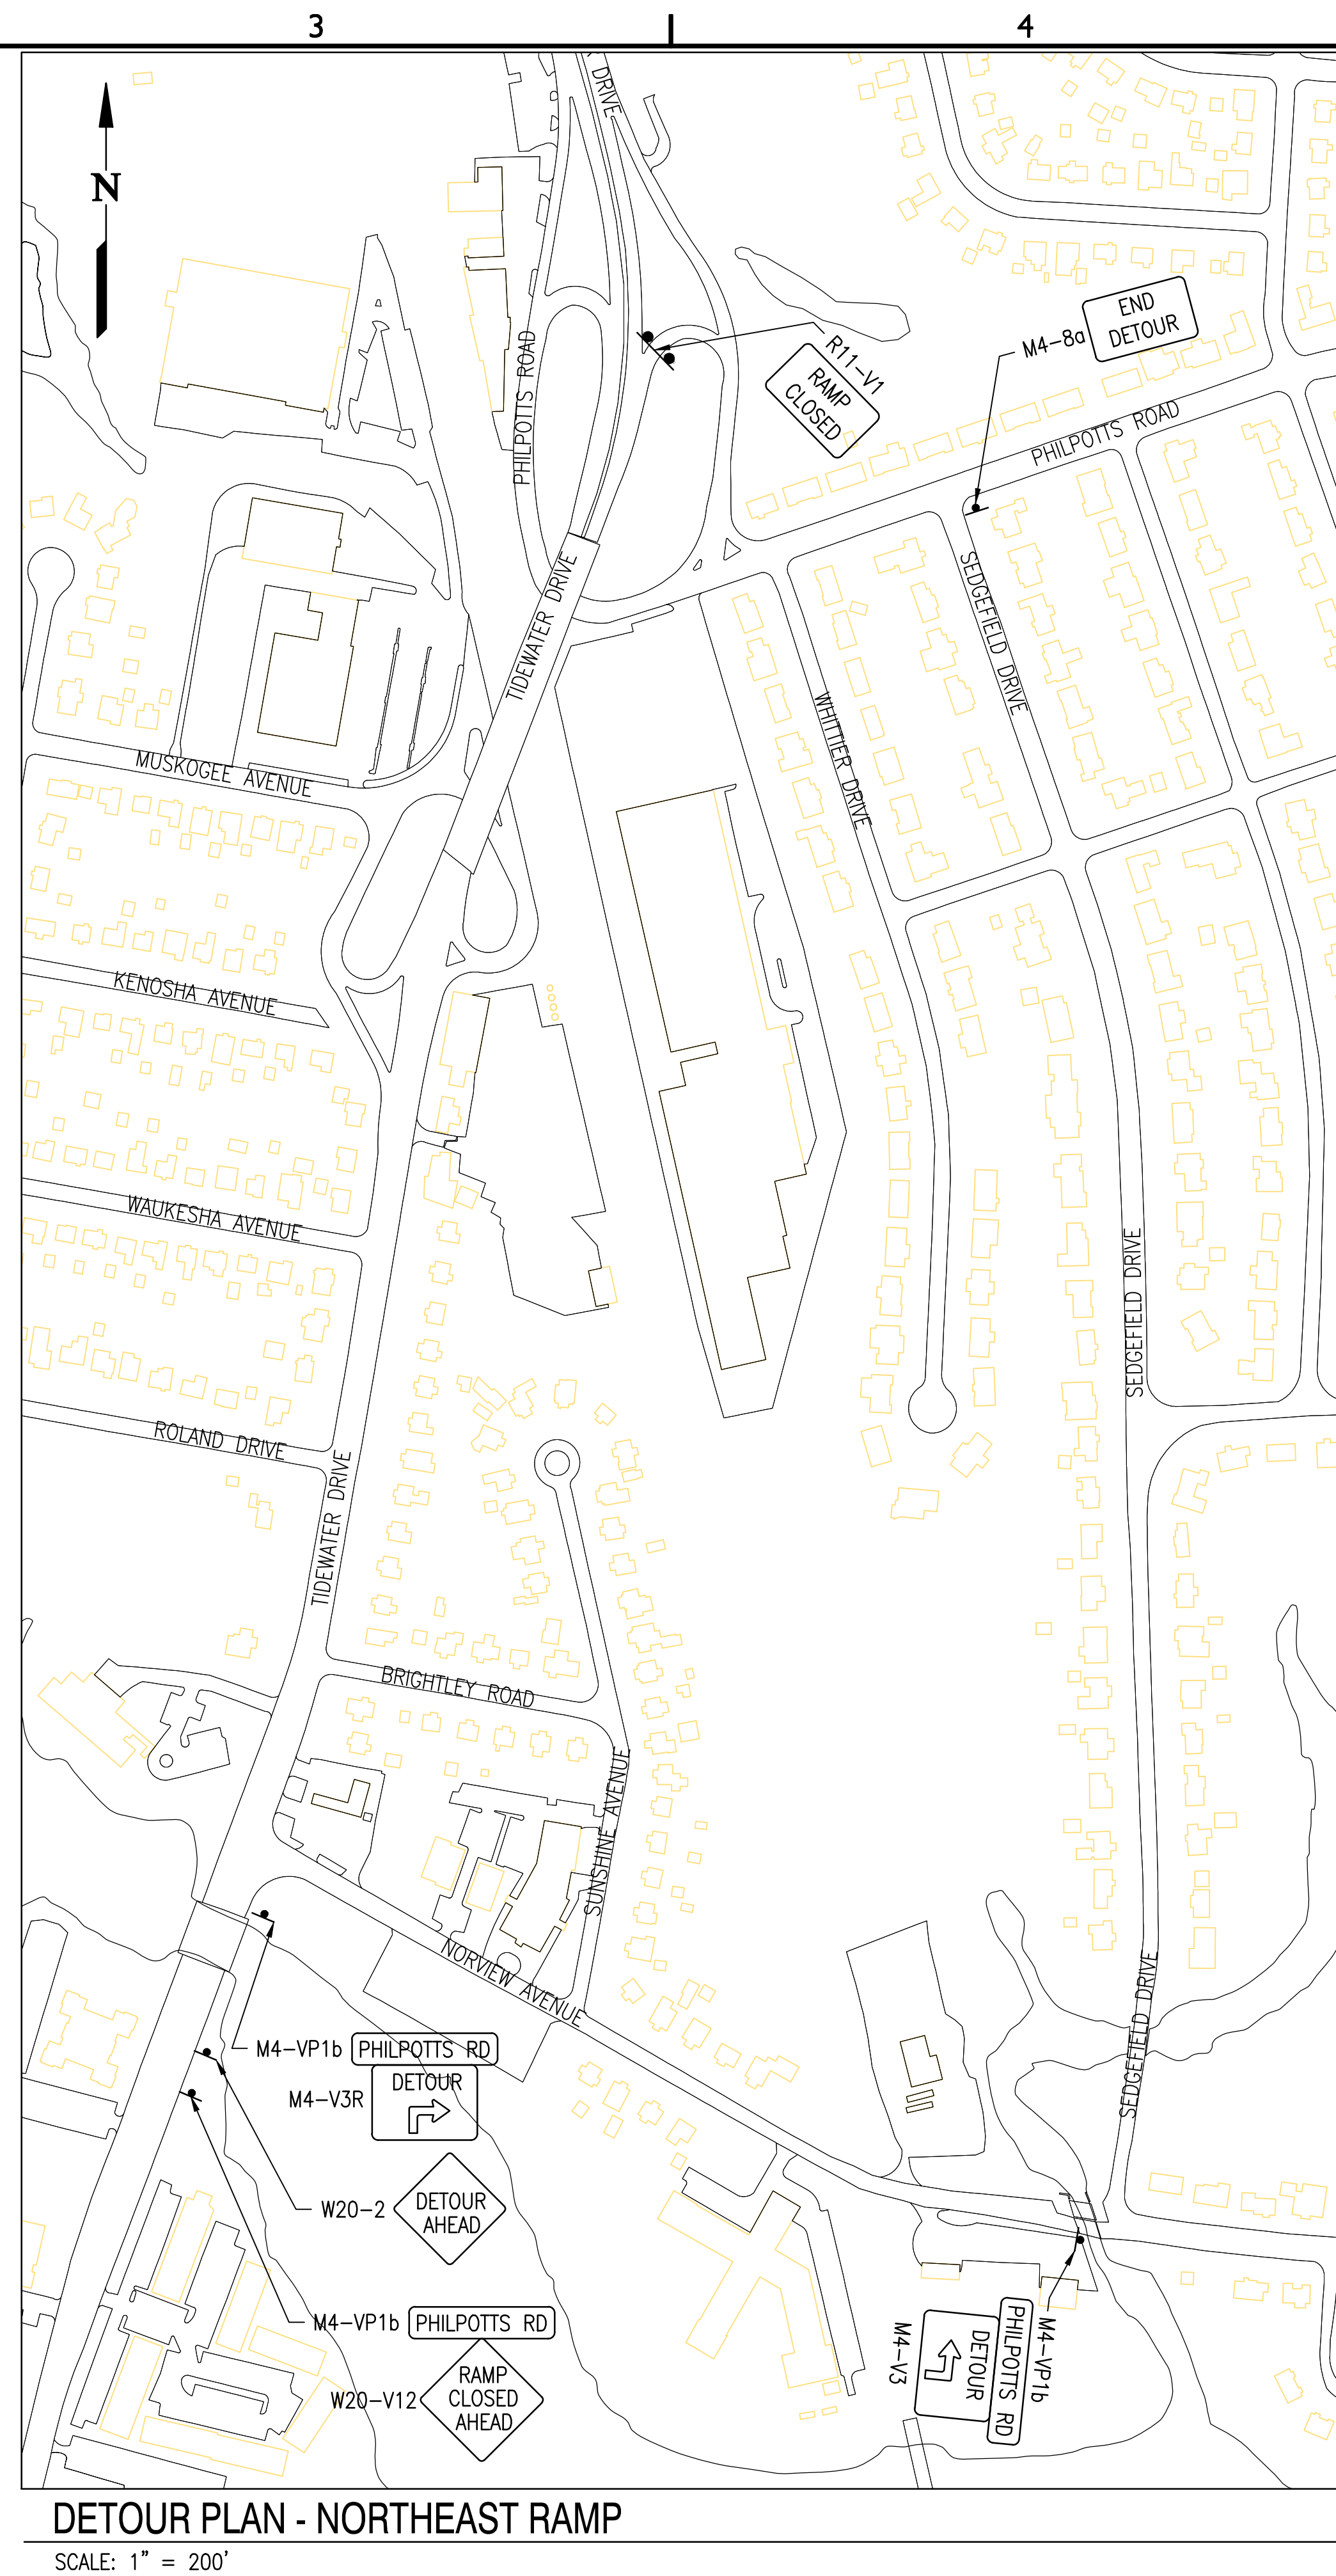 3
4
R DRIVE
N
PHILPOTTS ROAD
R11-V1
RAMP
CLOSED
M4-8a
END
DETOUR
PHILPOTTS ROAD
TIDEWATER DRIVE
SEDGEFIELD DRIVE
WHITTIER DRIVE
MUSKOGEE AVENUE
KENOSHA AVENUE
WAUKESHA AVENUE
SEDGEFIELD DRIVE
ROLAND DRIVE
TIDEWATER DRIVE
BRIGHTLEY ROAD
SUNSHINE AVENUE
NORVIEW AVENUE
SEDGEFIELD DRIVE
M4-VP1b PHILPOTTS RD
M4-V3R DETOUR
W20-2 DETOUR
AHEAD
M4-VP1b PHILPOTTS RD
W20-V12 RAMP
CLOSED
AHEAD
M4-VP1b
PHILPOTTS RD
DETOUR
M4-V3
DETOUR PLAN - NORTHEAST RAMP
SCALE: 1" = 200'